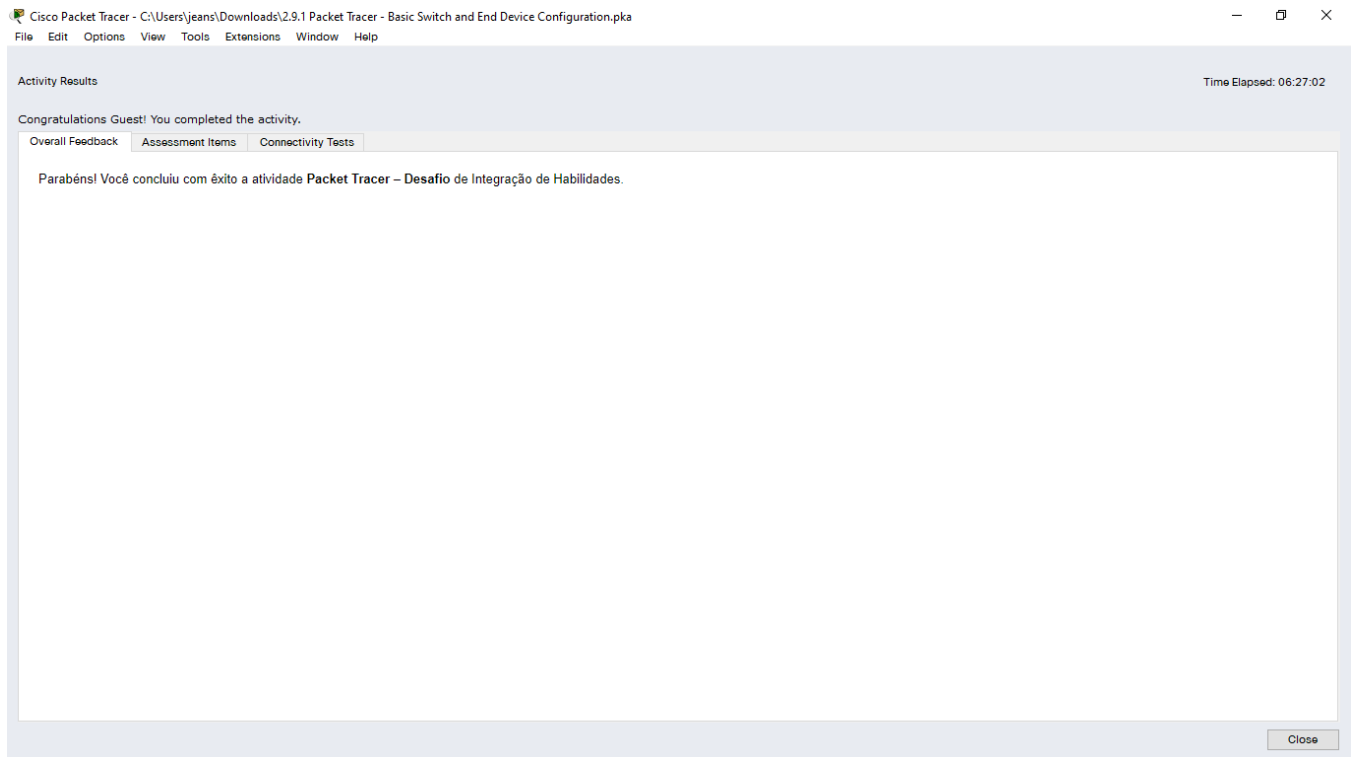 Cisco Packet Tracer - C:\Users\jeans\Downloads\2.9.1 Packet Tracer - Basic Switch and End Device Configuration.pka
File Edit Options View Tools Extensions Window Help
Activity Results
Time Elapsed: 06:27:02
Congratulations Guest! You completed the activity.
Overall Feedback Assessment Items Connectivity Tests
Parabéns! Você concluiu com êxito a atividade Packet Tracer – Desafio de Integração de Habilidades.
Close